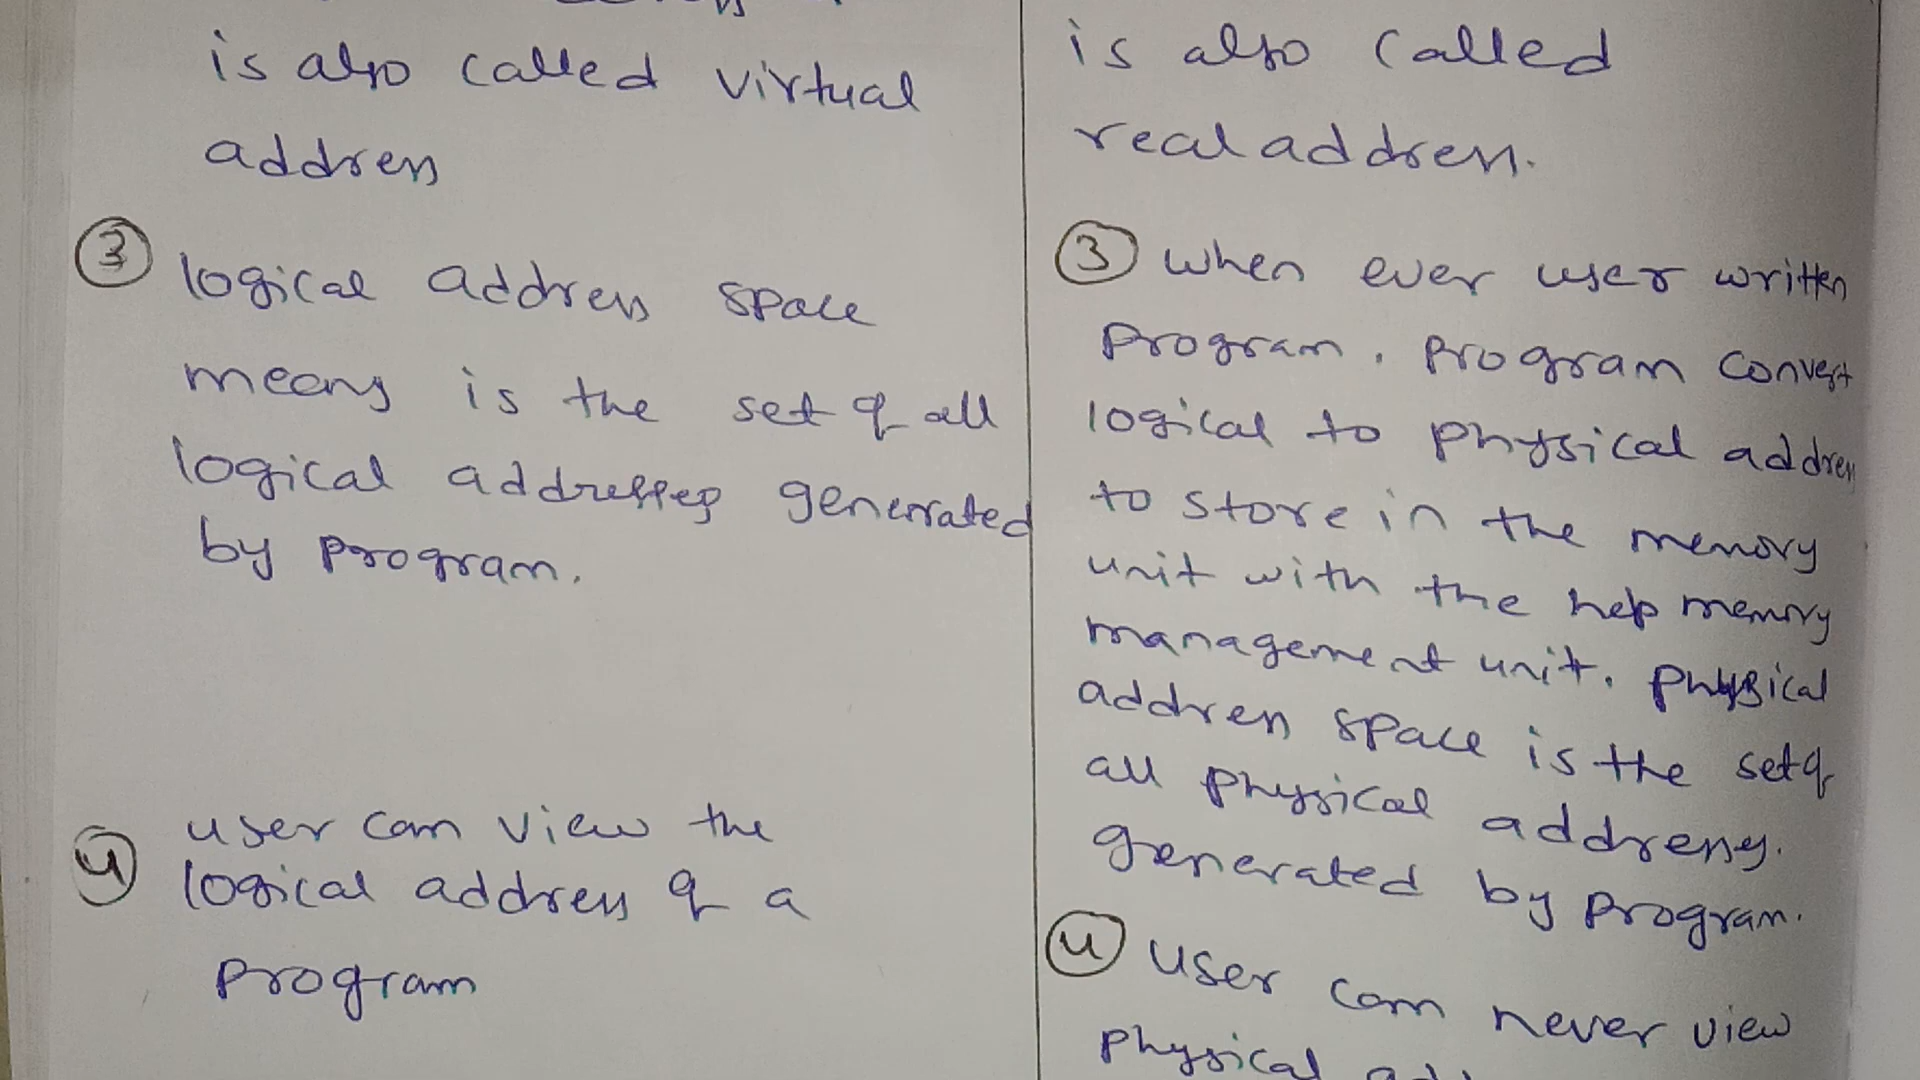 is also called virtual
address
③ logical address space
means is the set of all
logical addresses generated
by program.
④ user can view the
logical address of a
program
is also called
real address.
③ when ever user written
program. program convert
logical to physical address
to store in the memory
unit with the help memory
management unit. physical
address space is the set of
all physical address.
generated by program.
④ user can never view
physical